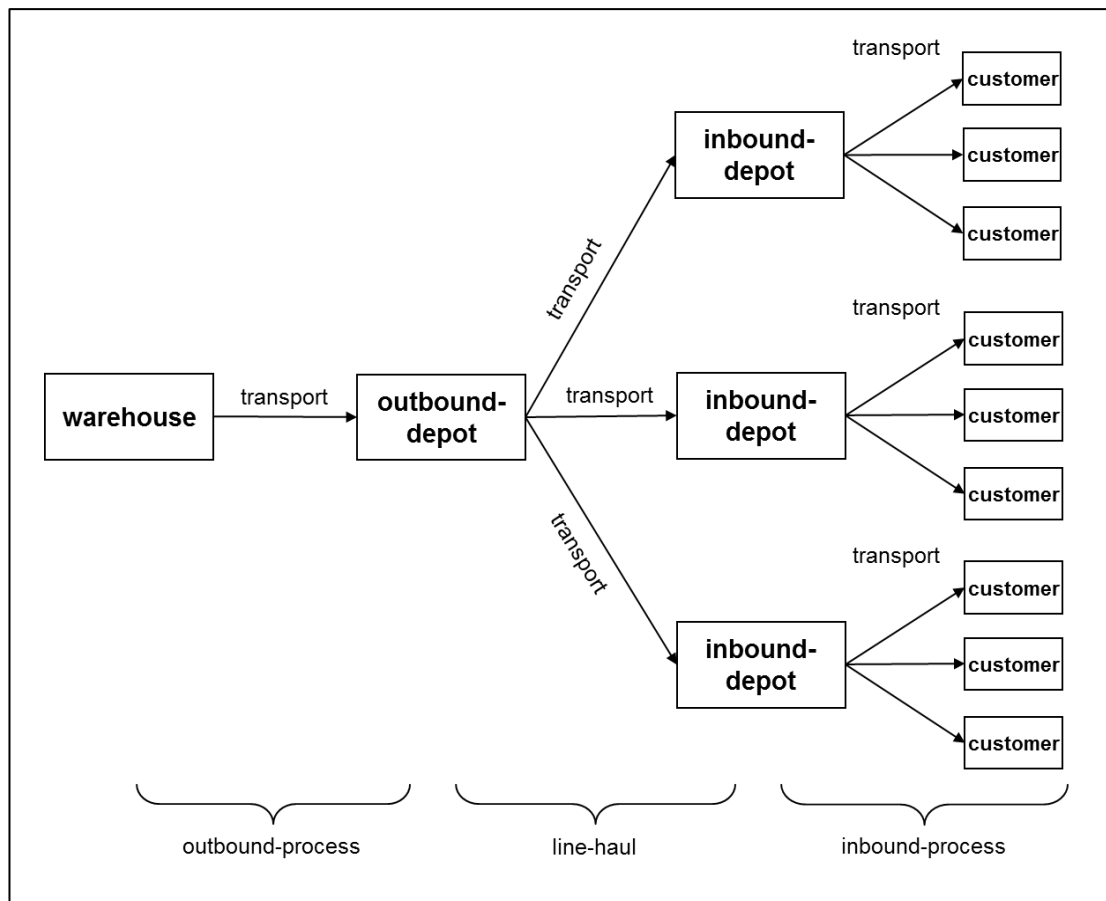 transport
customer
inbound-
depot
customer
customer
transport
transport
customer
warehouse
transport
outbound-
depot
transport
inbound-
depot
customer
customer
transport
transport
customer
inbound-
depot
customer
customer
outbound-process
line-haul
inbound-process